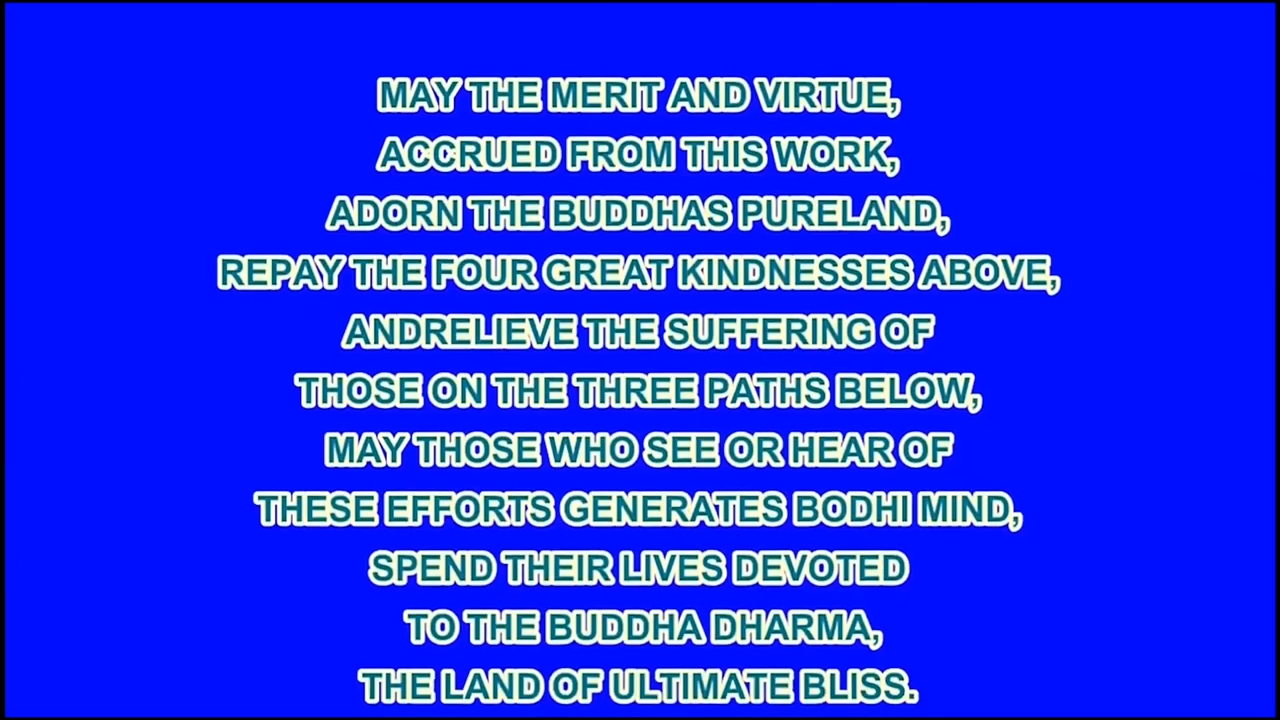 MAY THE MERIT AND VIRTUE,
ACCRUED FROM THIS WORK,
ADORN THE BUDDHAS PURELAND,
REPAY THE FOUR GREAT KINDNESSES ABOVE,
ANDRELIEVE THE SUFFERING OF
THOSE ON THE THREE PATHS BELOW,
MAY THOSE WHO SEE OR HEAR OF
THESE EFFORTS GENERATES BODHI MIND,
SPEND THEIR LIVES DEVOTED
TO THE BUDDHA DHARMA,
THE LAND OF ULTIMATE BLISS.